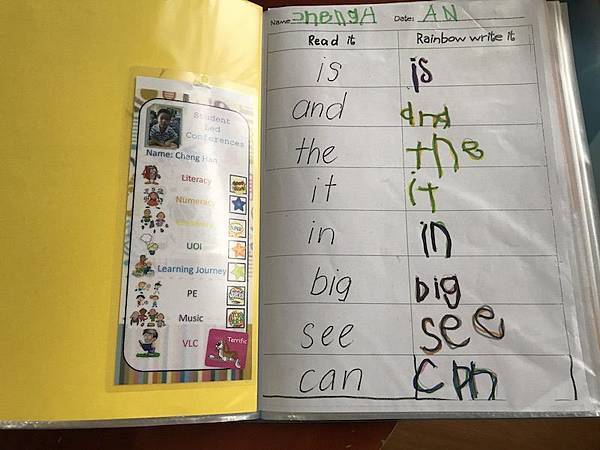 Student
Led
Conferences
Name: Cheng Han
Literacy
Numeracy
UOI
Learning Journey
PE
Music
VLC
Terrific
Name: Date: AN
Read it Rainbow write it
is is
and and
the the
it it
in in
big big
see see
can can